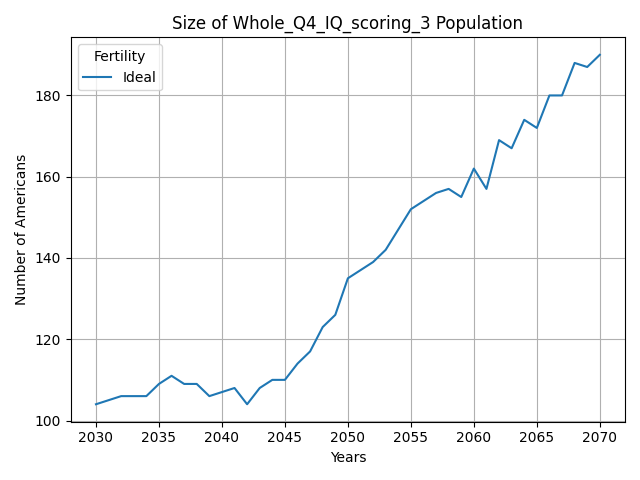 Size of Whole_Q4_IQ_scoring_3 Population
Fertility
Ideal
Number of Americans
180
160
140
120
100
2030 2035 2040 2045 2050 2055 2060 2065 2070
Years